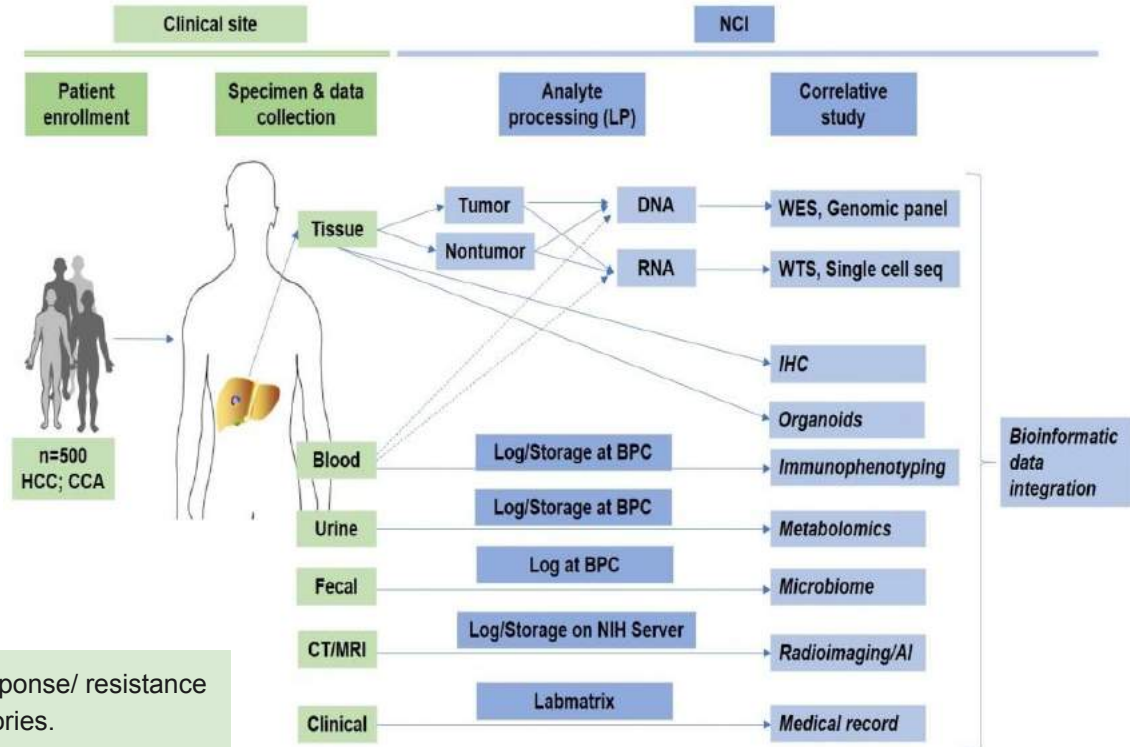 Clinical site
NCI
Patient
enrollment
Specimen & data
collection
Analyte
processing (LP)
Correlative
study
Tissue
Tumor
Nontumor
DNA
RNA
WES, Genomic panel
WTS, Single cell seq
IHC
Organoids
n=500
HCC; CCA
Blood
Log/Storage at BPC
Immunophenotyping
Bioinformatic
data
integration
Urine
Log/Storage at BPC
Metabolomics
Fecal
Log at BPC
Microbiome
CT/MRI
Log/Storage on NIH Server
Radioimaging/AI
Clinical
Labmatrix
Medical record
resistance